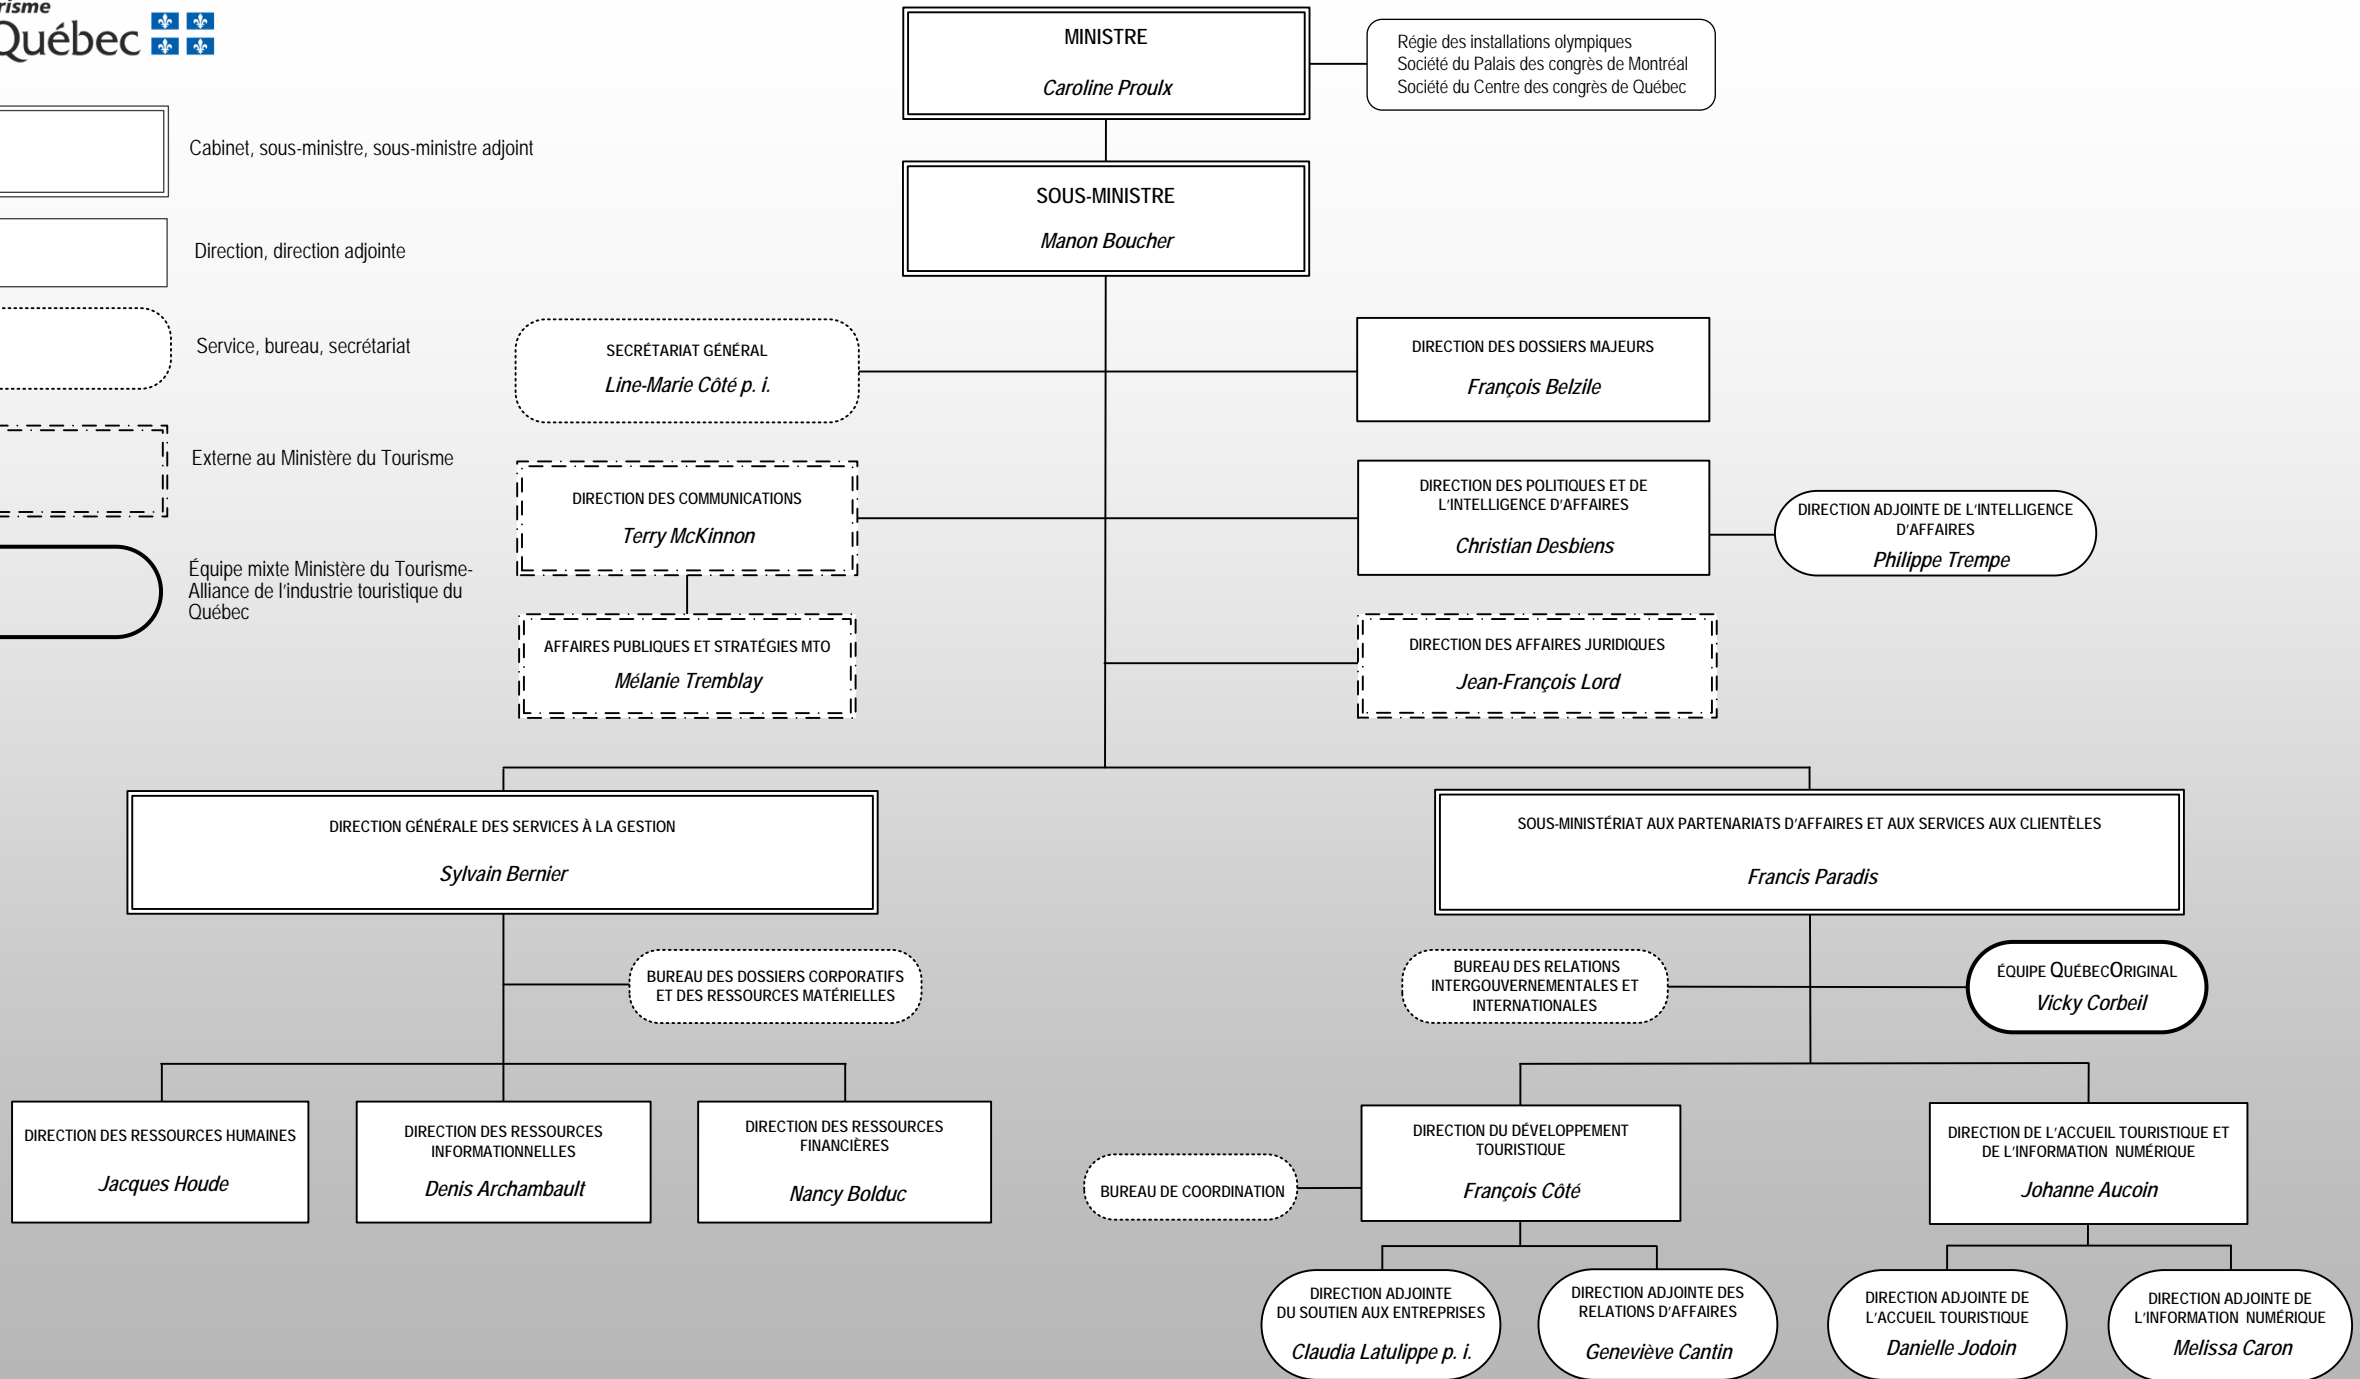 Québec
MINISTRE
Caroline Proulx
Régie des installations olympiques
Société du Palais des congrès de Montréal
Société du Centre des congrès de Québec
Cabinet, sous-ministre, sous-ministre adjoint
SOUS-MINISTRE
Manon Boucher
Direction, direction adjointe
Service, bureau, secrétariat
SECRÉTARIAT GÉNÉRAL
Line-Marie Côté p. i.
DIRECTION DES DOSSIERS MAJEURS
François Belzile
Externe au Ministère du Tourisme
DIRECTION DES COMMUNICATIONS
Terry McKinnon
DIRECTION DES POLITIQUES ET DE
L'INTELLIGENCE D'AFFAIRES
Christian Desbiens
DIRECTION ADJOINTE DE L'INTELLIGENCE
D'AFFAIRES
Philippe Trempe
Équipe mixte Ministère du Tourisme-
Alliance de l'industrie touristique du
Québec
AFFAIRES PUBLIQUES ET STRATÉGIES MTO
Mélanie Tremblay
DIRECTION DES AFFAIRES JURIDIQUES
Jean-François Lord
DIRECTION GÉNÉRALE DES SERVICES À LA GESTION
Sylvain Bernier
SOUS-MINISTÉRIAT AUX PARTENARIATS D'AFFAIRES ET AUX SERVICES AUX CLIENTÈLES
Francis Paradis
BUREAU DES DOSSIERS CORPORATIFS
ET DES RESSOURCES MATÉRIELLES
BUREAU DES RELATIONS
INTERGOUVERNEMENTALES ET
INTERNATIONALES
ÉQUIPE QUÉBECORIGINAL
Vicky Corbeil
DIRECTION DES RESSOURCES HUMAINES
Jacques Houde
DIRECTION DES RESSOURCES
INFORMATIONNELLES
Denis Archambault
DIRECTION DES RESSOURCES
FINANCIÈRES
Nancy Bolduc
BUREAU DE COORDINATION
DIRECTION DU DÉVELOPPEMENT
TOURISTIQUE
François Côté
DIRECTION DE L'ACCUEIL TOURISTIQUE ET
DE L'INFORMATION NUMÉRIQUE
Johanne Aucoin
DIRECTION ADJOINTE
DU SOUTIEN AUX ENTREPRISES
Claudia Latulippe p. i.
DIRECTION ADJOINTE DES
RELATIONS D'AFFAIRES
Geneviève Cantin
DIRECTION ADJOINTE DE
L'ACCUEIL TOURISTIQUE
Danielle Jodoin
DIRECTION ADJOINTE DE
L'INFORMATION NUMÉRIQUE
Melissa Caron